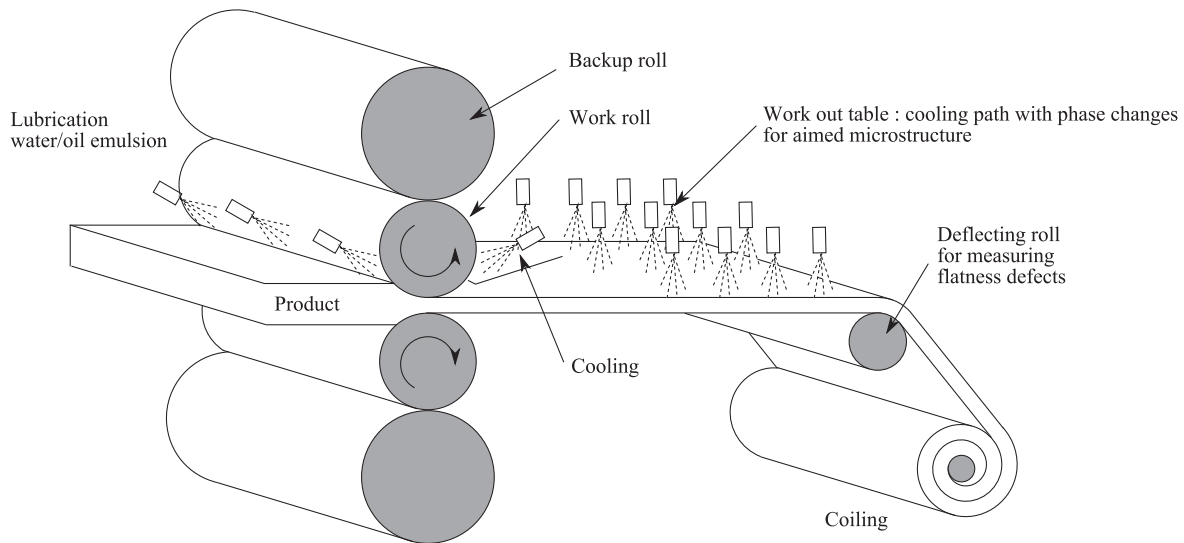 Backup roll
Lubrication
water/oil emulsion
Work roll
Work out table : cooling path with phase changes
for aimed microstructure
Deflecting roll
for measuring
flatness defects
Product
Cooling
Coiling